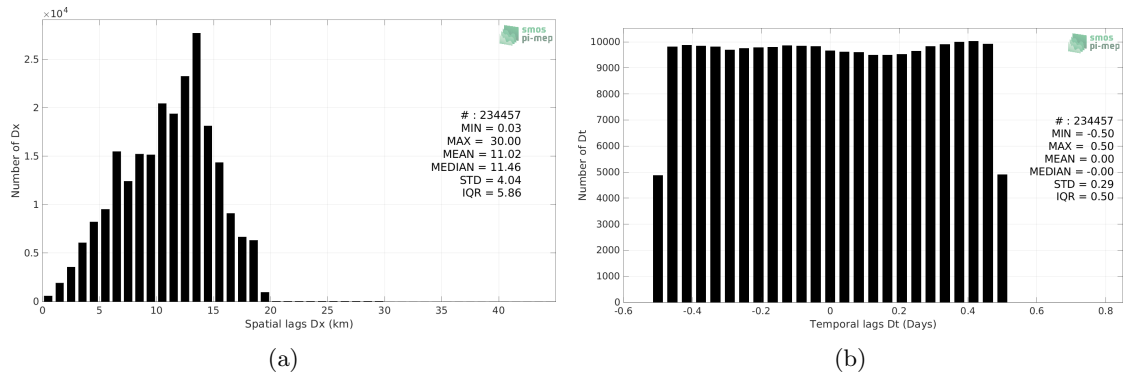 ×10⁴
2.5
2
1.5
1
0.5
0
Number of Dx
0 5 10 15 20 25 30 35 40
Spatial lags Dx (km)
smos
pi-mep
# : 234457
MIN = 0.03
MAX = 30.00
MEAN = 11.02
MEDIAN = 11.46
STD = 4.04
IQR = 5.86
(a)
10000
9000
8000
7000
6000
5000
4000
3000
2000
1000
0
Number of Dt
-0.6 -0.4 -0.2 0 0.2 0.4 0.6 0.8
Temporal lags Dt (Days)
smos
pi-mep
# : 234457
MIN = -0.50
MAX = 0.50
MEAN = 0.00
MEDIAN = -0.00
STD = 0.29
IQR = 0.50
(b)